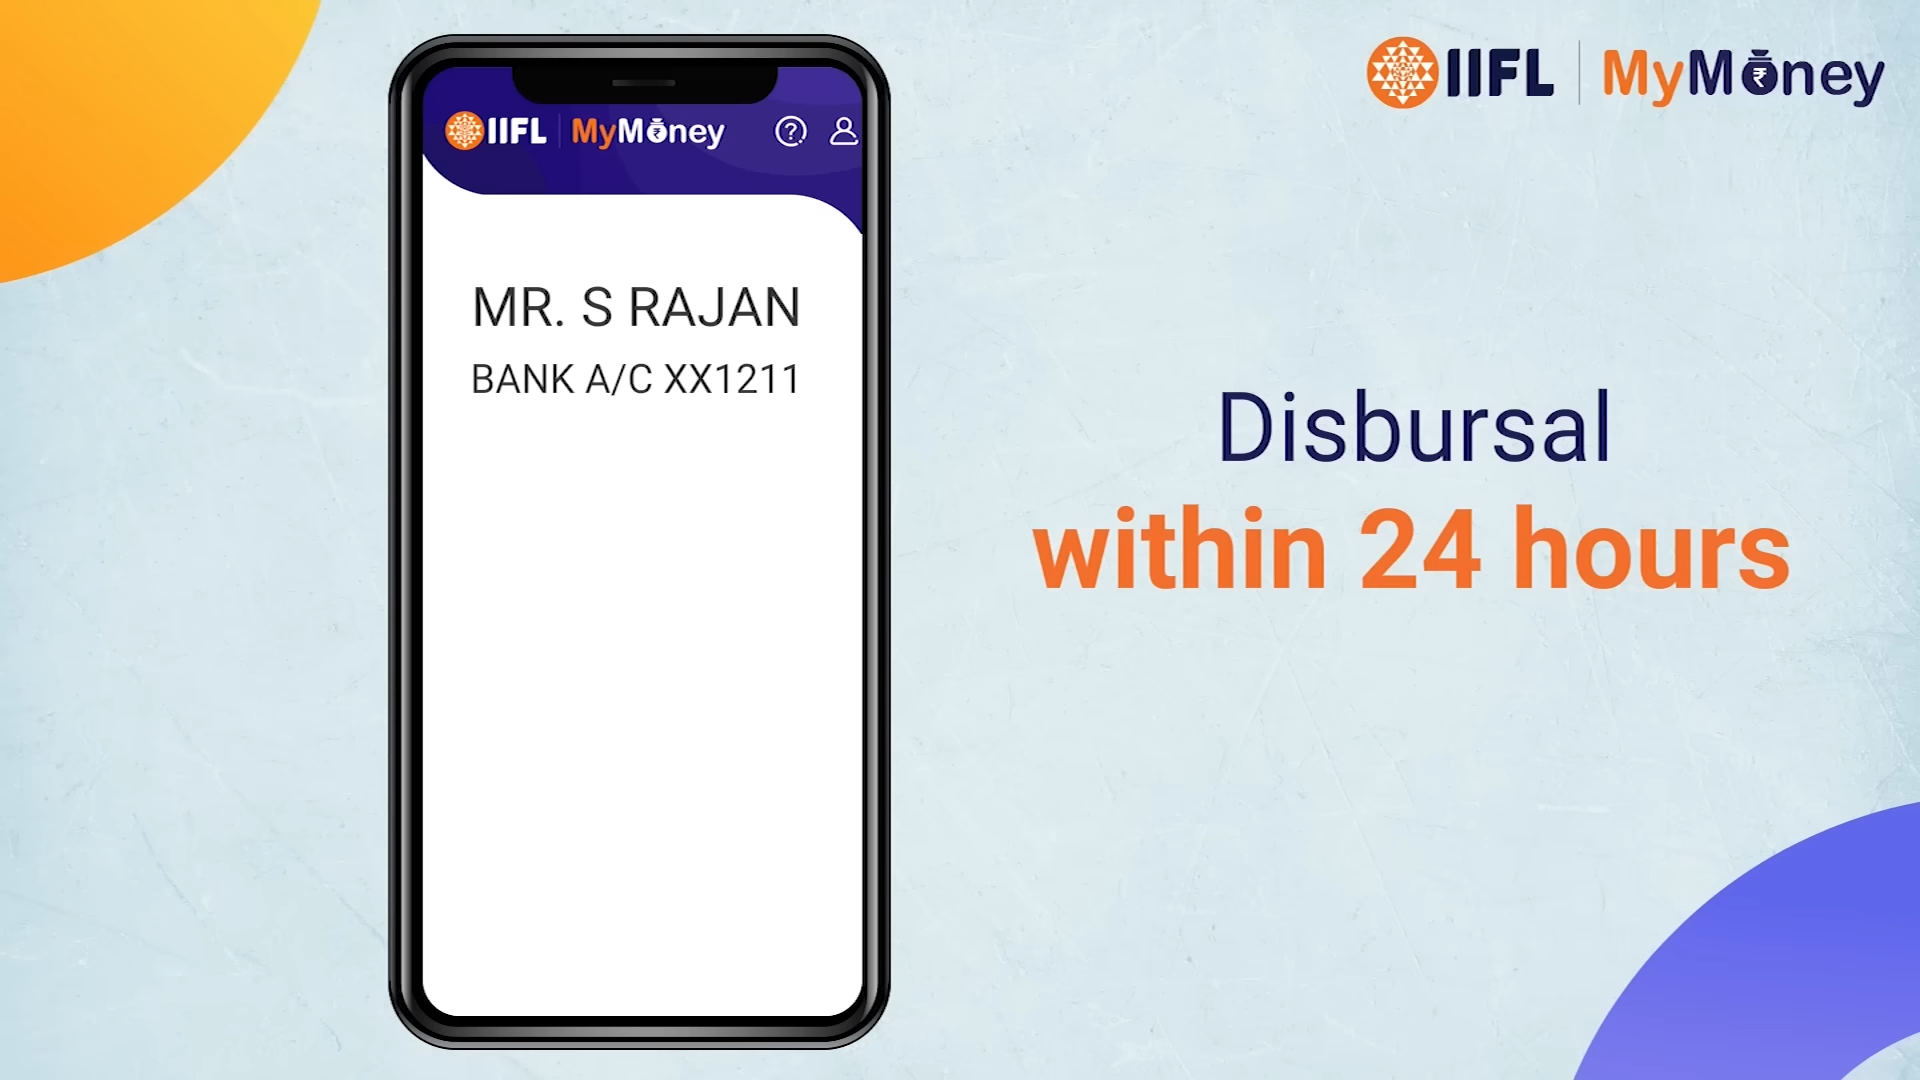 IIFL MyMoney
IIFL MyMoney
MR. S RAJAN
BANK A/C XX1211
Disbursal
within 24 hours